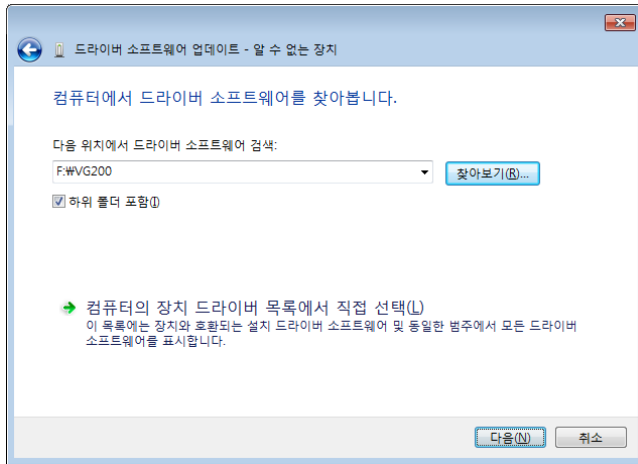 드라이버 소프트웨어 업데이트 - 알 수 없는 장치
컴퓨터에서 드라이버 소프트웨어를 찾아봅니다.
다음 위치에서 드라이버 소프트웨어 검색:
F:₩VG200
찾아보기(R)...
하위 폴더 포함(I)
컴퓨터의 장치 드라이버 목록에서 직접 선택(L)
이 목록에는 장치와 호환되는 설치 드라이버 소프트웨어 및 동일한 범주에서 모든 드라이버
소프트웨어를 표시합니다.
다음(N)
취소